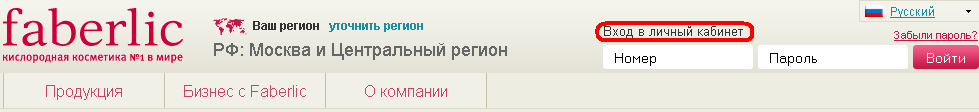 faberlic
кислородная косметика №1 в мире
Ваш регион уточнить регион
РФ: Москва и Центральный регион
Русский
Вход в личный кабинет
Забыли пароль?
Номер
Пароль
Войти
Продукция
Бизнес с Faberlic
О компании